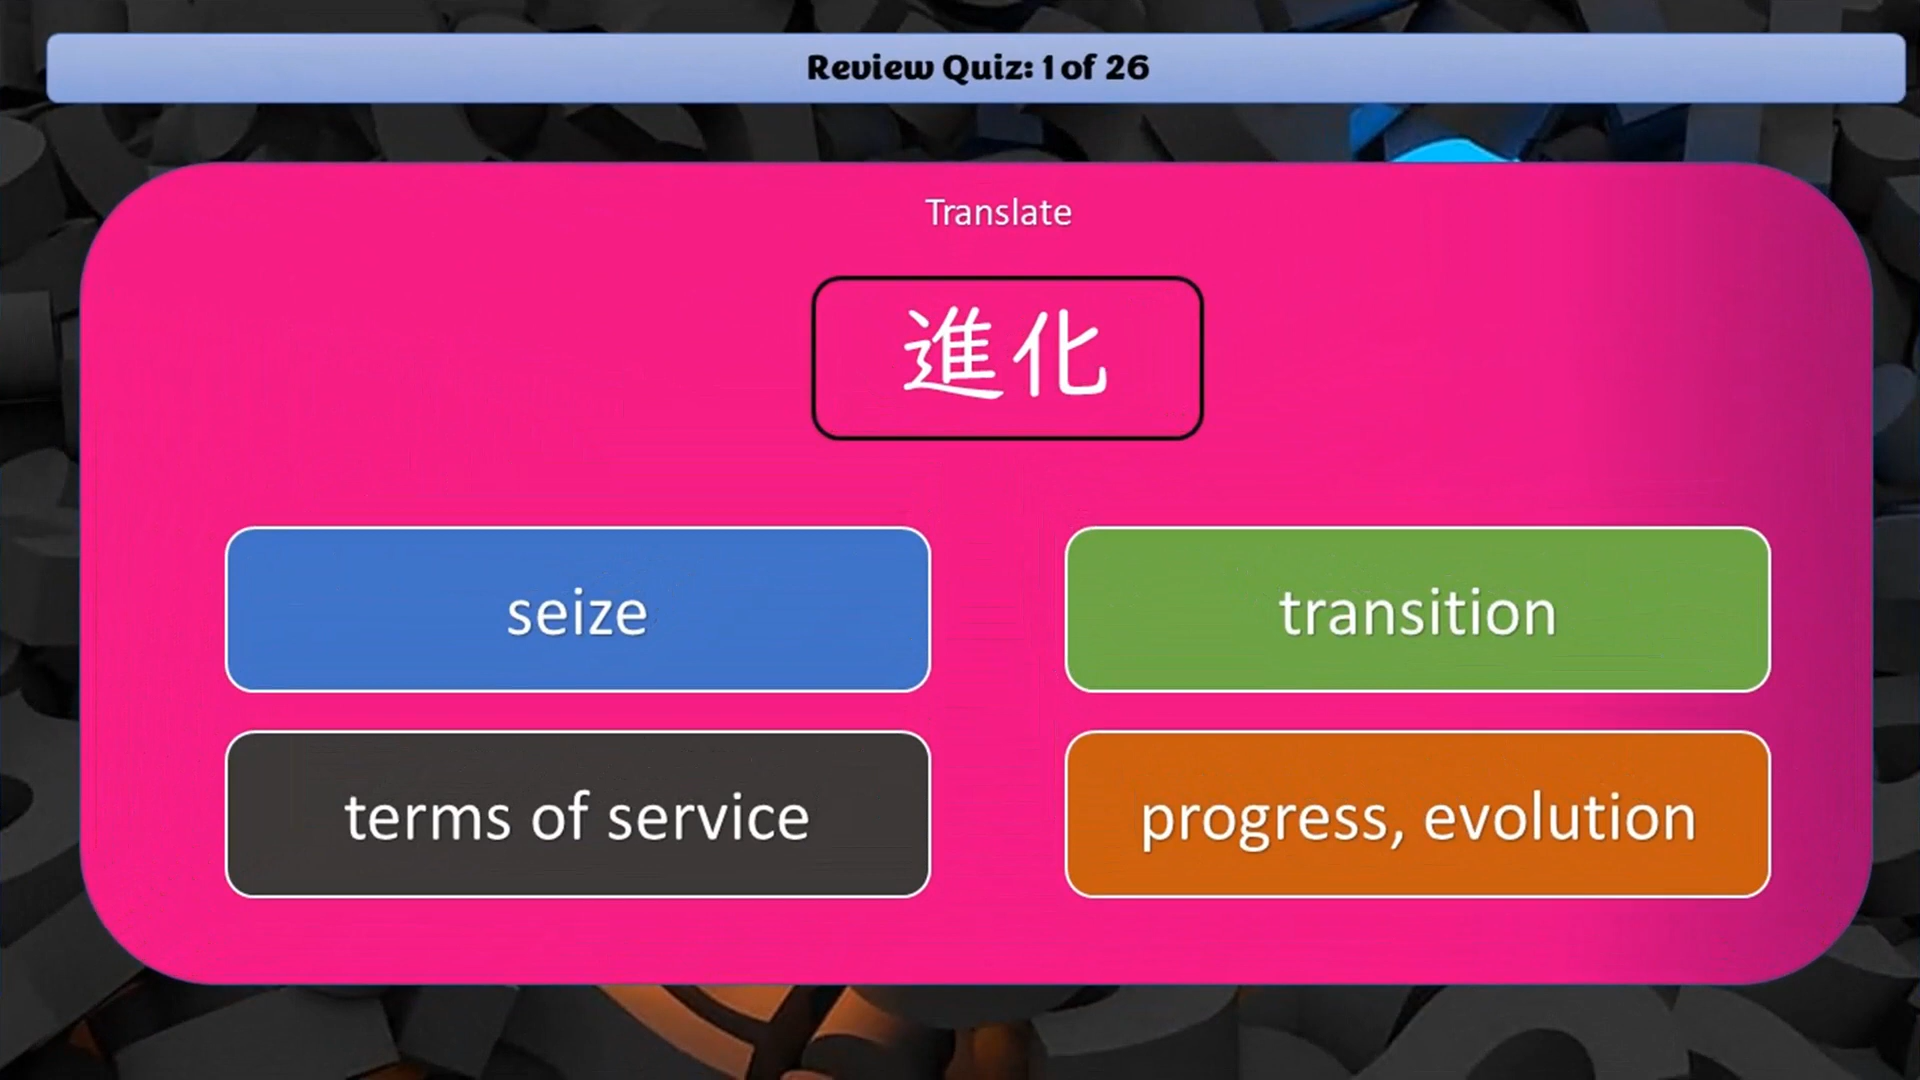 Review Quiz: 1 of 26
Translate
進化
seize
transition
terms of service
progress, evolution